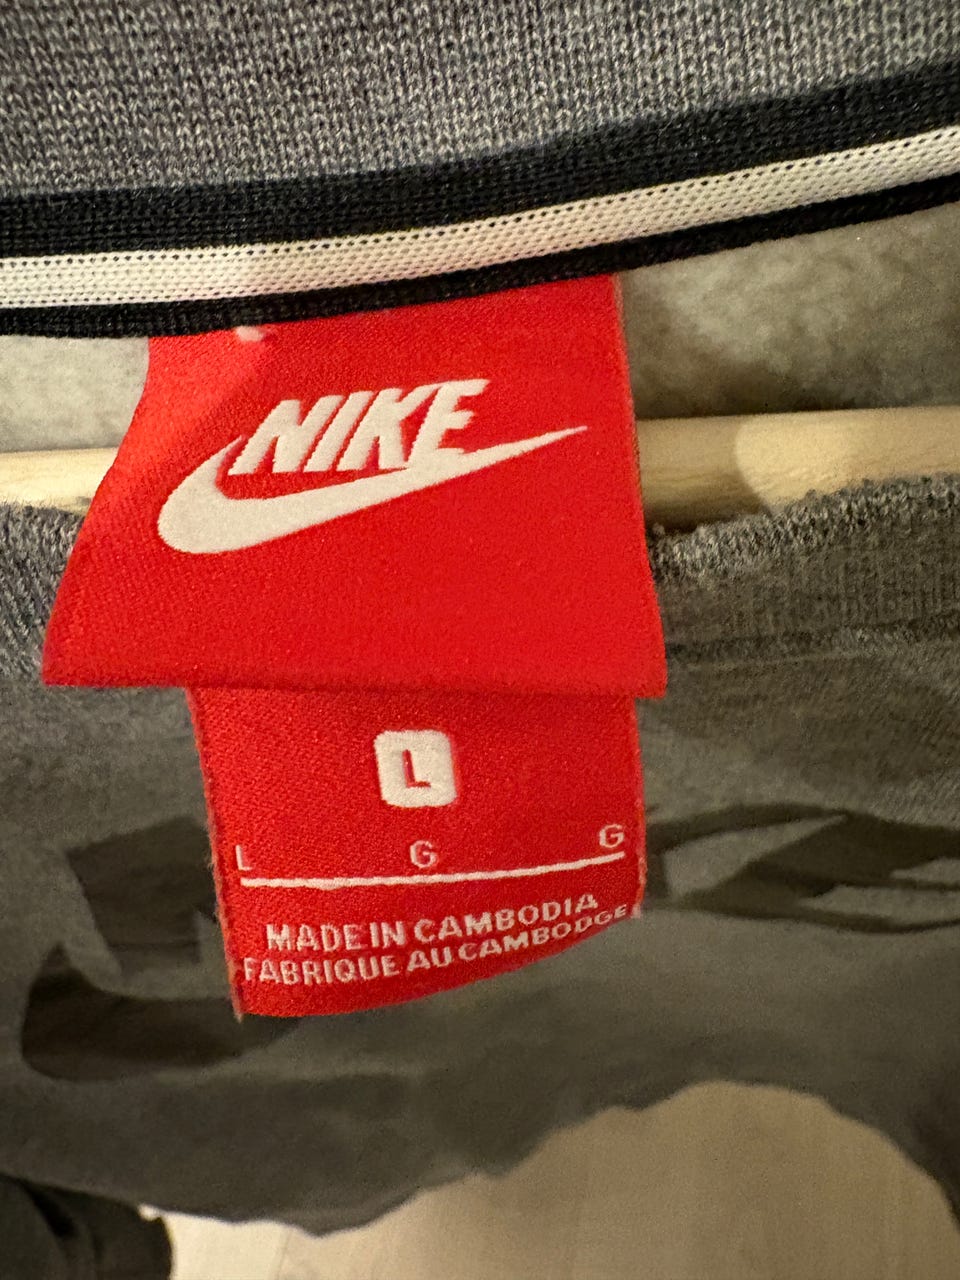 NIKE
L
L G G
MADE IN CAMBODIA
FABRIQUE AU CAMBODGE